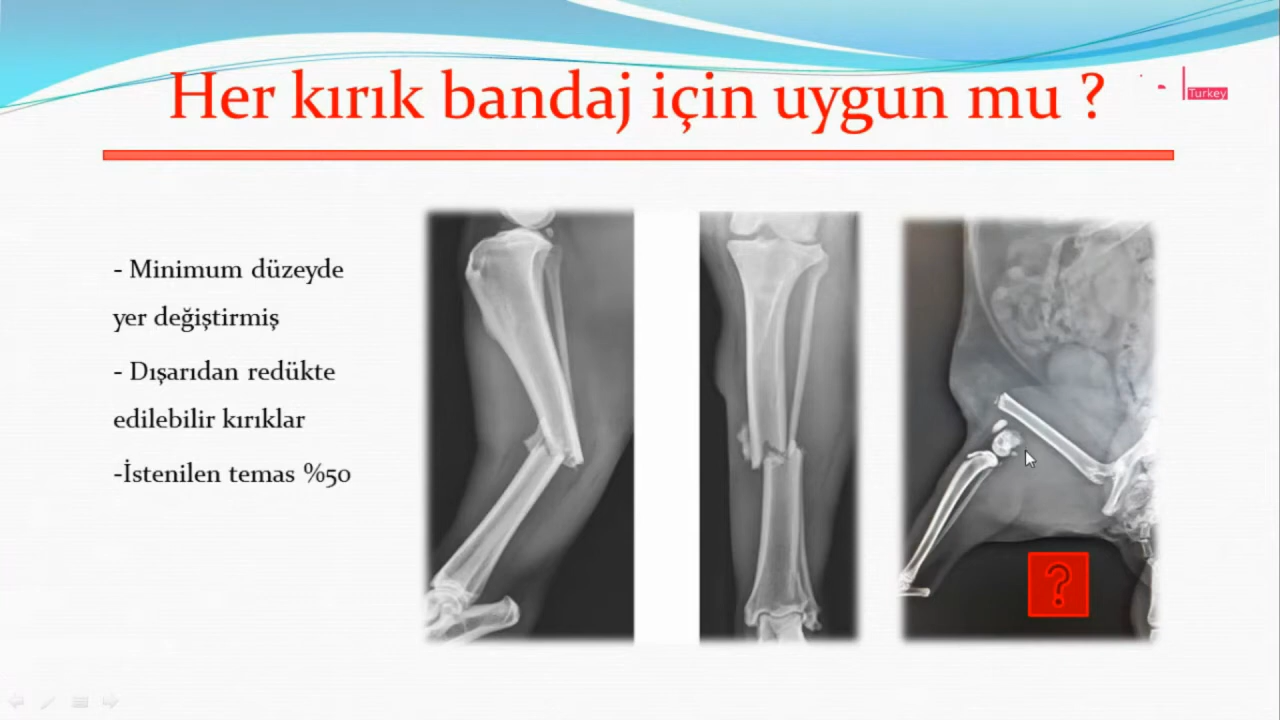 Her kırık bandaj için uygun mu ?
Turkey
- Minimum düzeyde
yer değiştirmiş
- Dışarıdan redükte
edilebilir kırıklar
-İstenilen temas %50
?